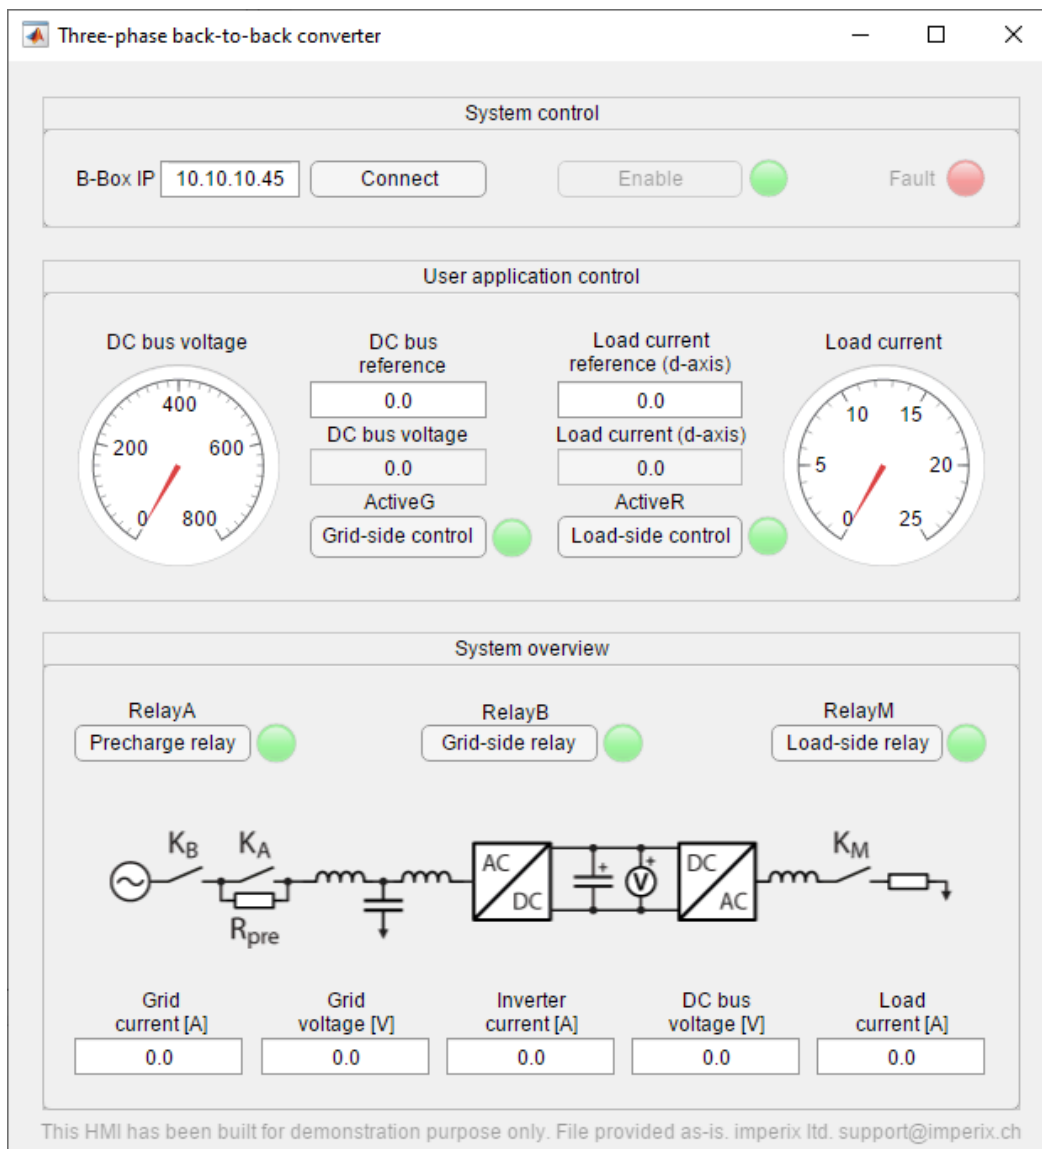 Three-phase back-to-back converter
System control
B-Box IP 10.10.10.45 Connect Enable Fault
User application control
DC bus voltage
0 200 400 600 800
DC bus
reference
0.0
DC bus voltage
0.0
ActiveG
Grid-side control
Load current
reference (d-axis)
0.0
Load current (d-axis)
0.0
ActiveR
Load-side control
Load current
0 5 10 15 20 25
System overview
RelayA
Precharge relay
RelayB
Grid-side relay
RelayM
Load-side relay
KB KA Rpre AC DC + + V DC AC KM
Grid
current [A]
0.0
Grid
voltage [V]
0.0
Inverter
current [A]
0.0
DC bus
voltage [V]
0.0
Load
current [A]
0.0
This HMI has been built for demonstration purpose only. File provided as-is. imperix ltd. support@imperix.ch